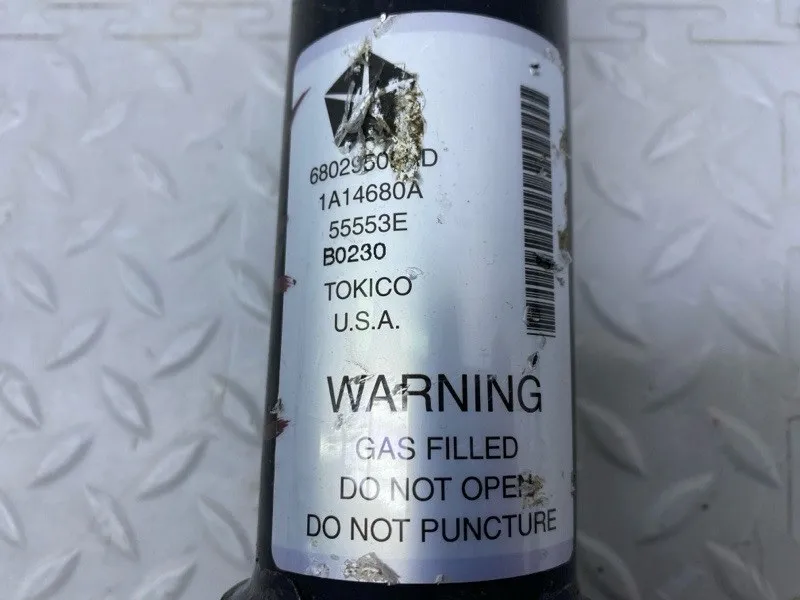 1A14680A
55553E
B0230
TOKICO
U.S.A.
WARNING
GAS FILLED
DO NOT OPEN
DO NOT PUNCTURE